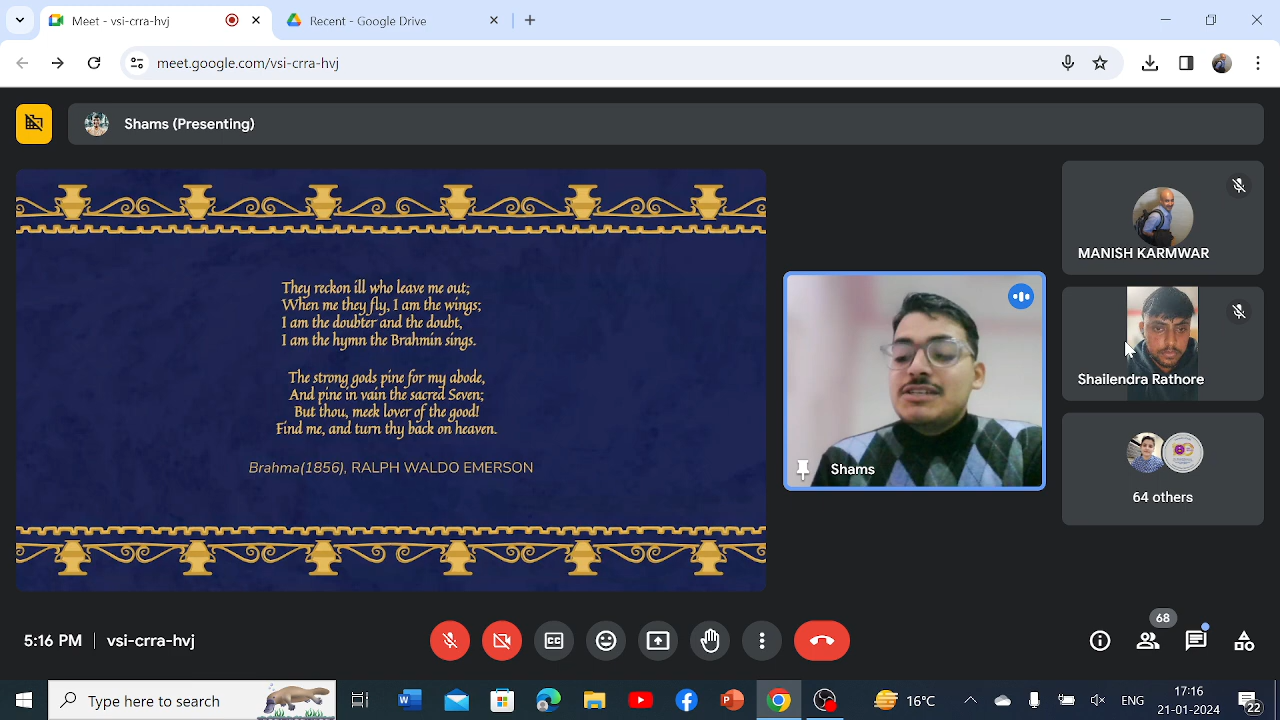 Meet - vsi-crra-hvj
Recent - Google Drive
meet.google.com/vsi-crra-hvj
Shams (Presenting)
They reckon ill who leave me out;
When me they fly, I am the wings;
I am the doubter and the doubt,
I am the hymn the Brahmin sings.
The strong gods pine for my abode,
And pine in vain the sacred Seven;
But thou, meek lover of the good!
Find me, and turn thy back on heaven.
Brahma(1856), RALPH WALDO EMERSON
Shams
MANISH KARMWAR
Shailendra Rathore
64 others
5:16 PM | vsi-crra-hvj
68
Type here to search
16°C
ENG
17:16
21-01-2024
22